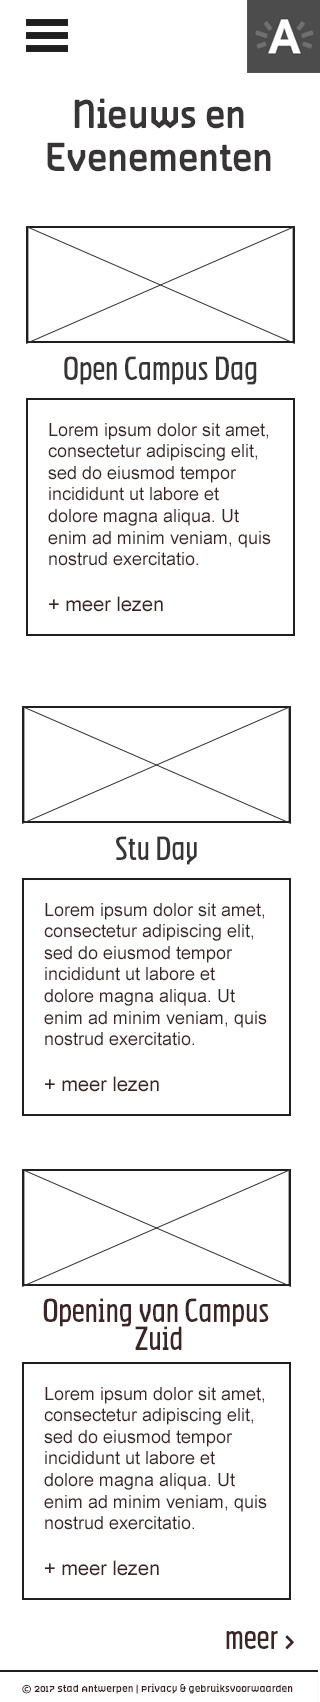 A
Nieuws en
Evenementen
Open Campus Dag
Lorem ipsum dolor sit amet,
consectetur adipiscing elit,
sed do eiusmod tempor
incididunt ut labore et
dolore magna aliqua. Ut
enim ad minim veniam, quis
nostrud exercitatio.
+ meer lezen
Stu Day
Lorem ipsum dolor sit amet,
consectetur adipiscing elit,
sed do eiusmod tempor
incididunt ut labore et
dolore magna aliqua. Ut
enim ad minim veniam, quis
nostrud exercitatio.
+ meer lezen
Opening van Campus
Zuid
Lorem ipsum dolor sit amet,
consectetur adipiscing elit,
sed do eiusmod tempor
incididunt ut labore et
dolore magna aliqua. Ut
enim ad minim veniam, quis
nostrud exercitatio.
+ meer lezen
meer >
© 2017 Stad Antwerpen | Privacy & gebruiksvoorwaarden